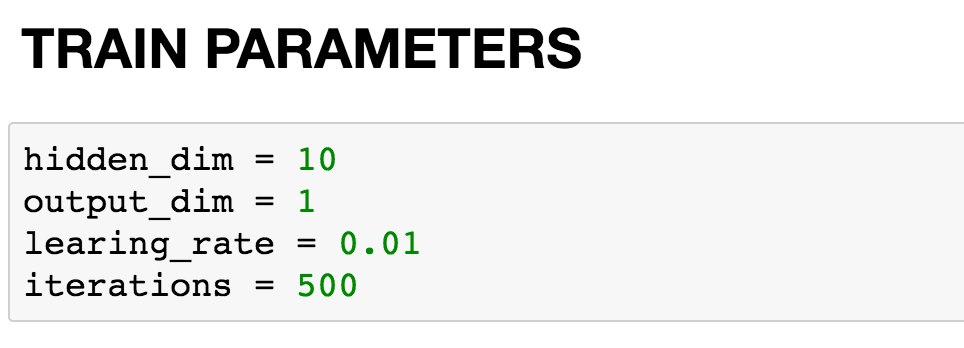 TRAIN PARAMETERS
hidden_dim = 10
output_dim = 1
learing_rate = 0.01
iterations = 500